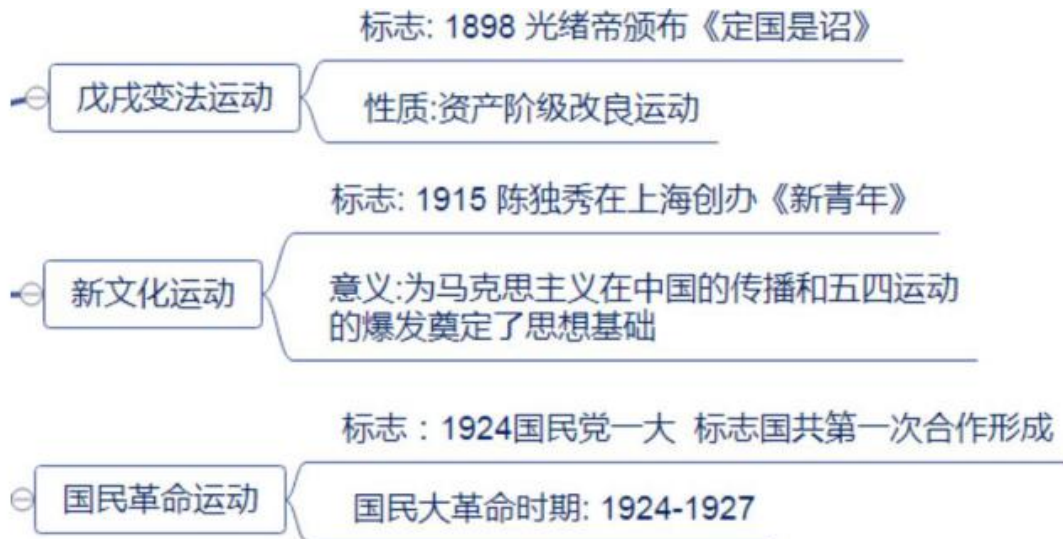 标志: 1898 光绪帝颁布《定国是诏》
戊戌变法运动
性质:资产阶级改良运动
标志: 1915 陈独秀在上海创办《新青年》
新文化运动
意义:为马克思主义在中国的传播和五四运动
的爆发奠定了思想基础
标志：1924国民党一大 标志国共第一次合作形成
国民革命运动
国民大革命时期: 1924-1927